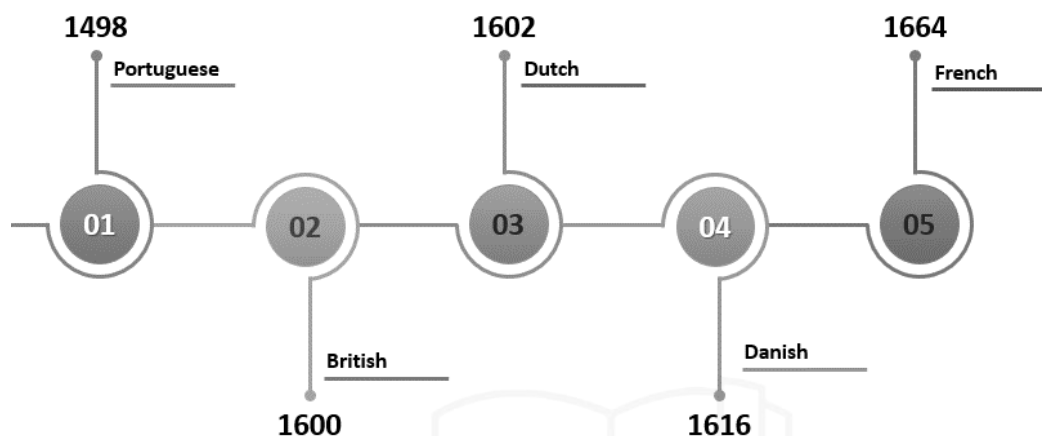 1498
Portuguese
1602
Dutch
1664
French
01
02
03
04
05
British
1600
Danish
1616